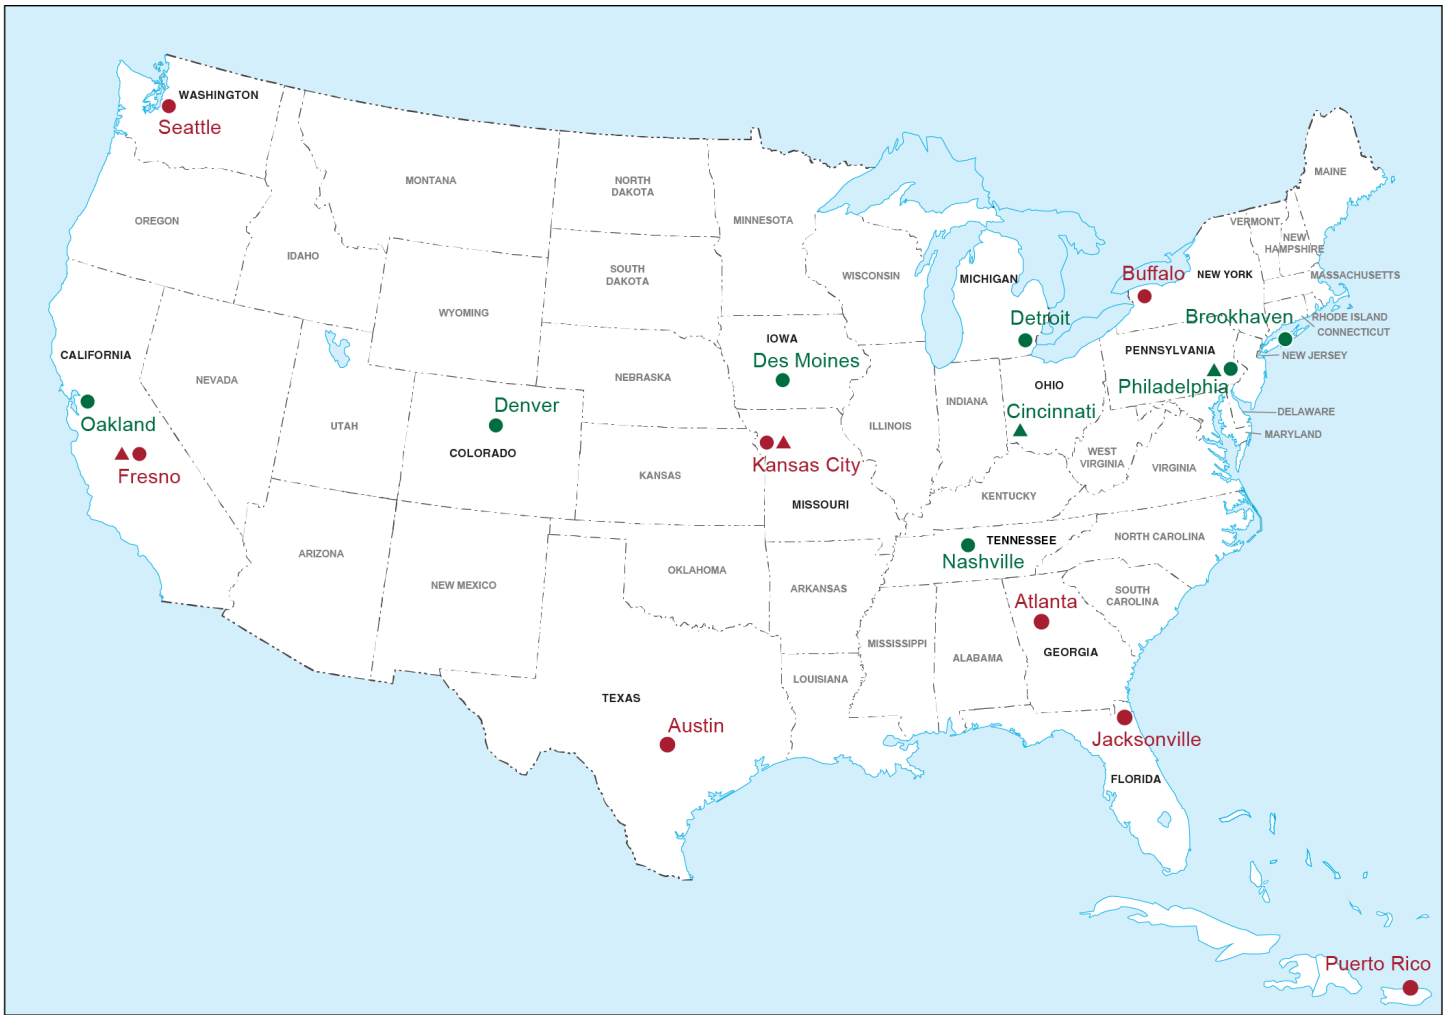 WASHINGTON
Seattle
MONTANA
NORTH
DAKOTA
MINNESOTA
MAINE
OREGON
IDAHO
VERMONT
NEW
HAMPSHIRE
SOUTH
DAKOTA
WISCONSIN
MICHIGAN
Buffalo
NEW YORK
MASSACHUSETTS
WYOMING
Detroit
Brookhaven
RHODE ISLAND
CONNECTICUT
IOWA
Des Moines
PENNSYLVANIA
NEW JERSEY
CALIFORNIA
NEVADA
NEBRASKA
OHIO
Philadelphia
Oakland
Denver
INDIANA
Cincinnati
DELAWARE
UTAH
COLORADO
ILLINOIS
MARYLAND
Fresno
KANSAS
Kansas City
WEST
VIRGINIA
VIRGINIA
MISSOURI
KENTUCKY
ARIZONA
NEW MEXICO
OKLAHOMA
ARKANSAS
TENNESSEE
Nashville
NORTH CAROLINA
SOUTH
CAROLINA
Atlanta
MISSISSIPPI
ALABAMA
GEORGIA
LOUISIANA
TEXAS
Austin
Jacksonville
FLORIDA
Puerto Rico